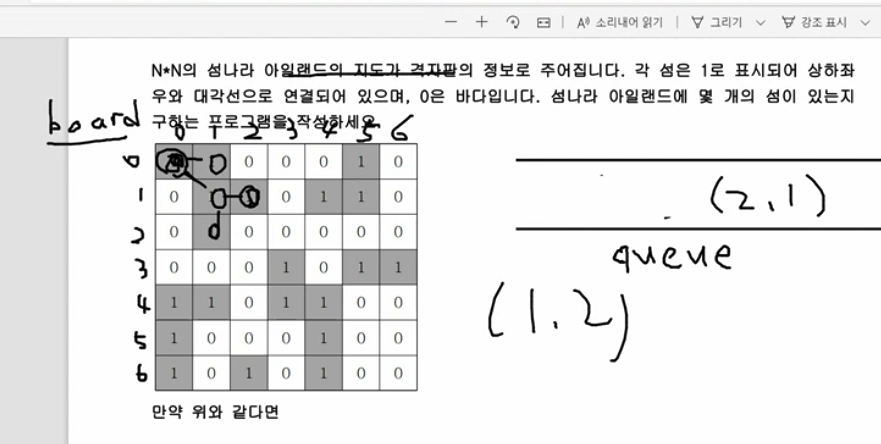 소리내어 읽기 그리기 강조 표시
N*N의 섬나라 아일랜드의 지도가 격자판의 정보로 주어집니다. 각 섬은 1로 표시되어 상하좌
우와 대각선으로 연결되어 있으며, 0은 바다입니다. 섬나라 아일랜드에 몇 개의 섬이 있는지
board 구하는 프로그램을 작성하세요
0 1 2 3 4 5 6
0 0 0 0 0 1 0
1 0 0 1 1 0
2 0 0 0 0 0 0
3 0 0 0 1 0 1 1
4 1 1 0 1 1 0 0
5 1 0 0 0 1 0 0
6 1 0 1 0 1 0 0
(2,1)
queue
(1.2)
만약 위와 같다면